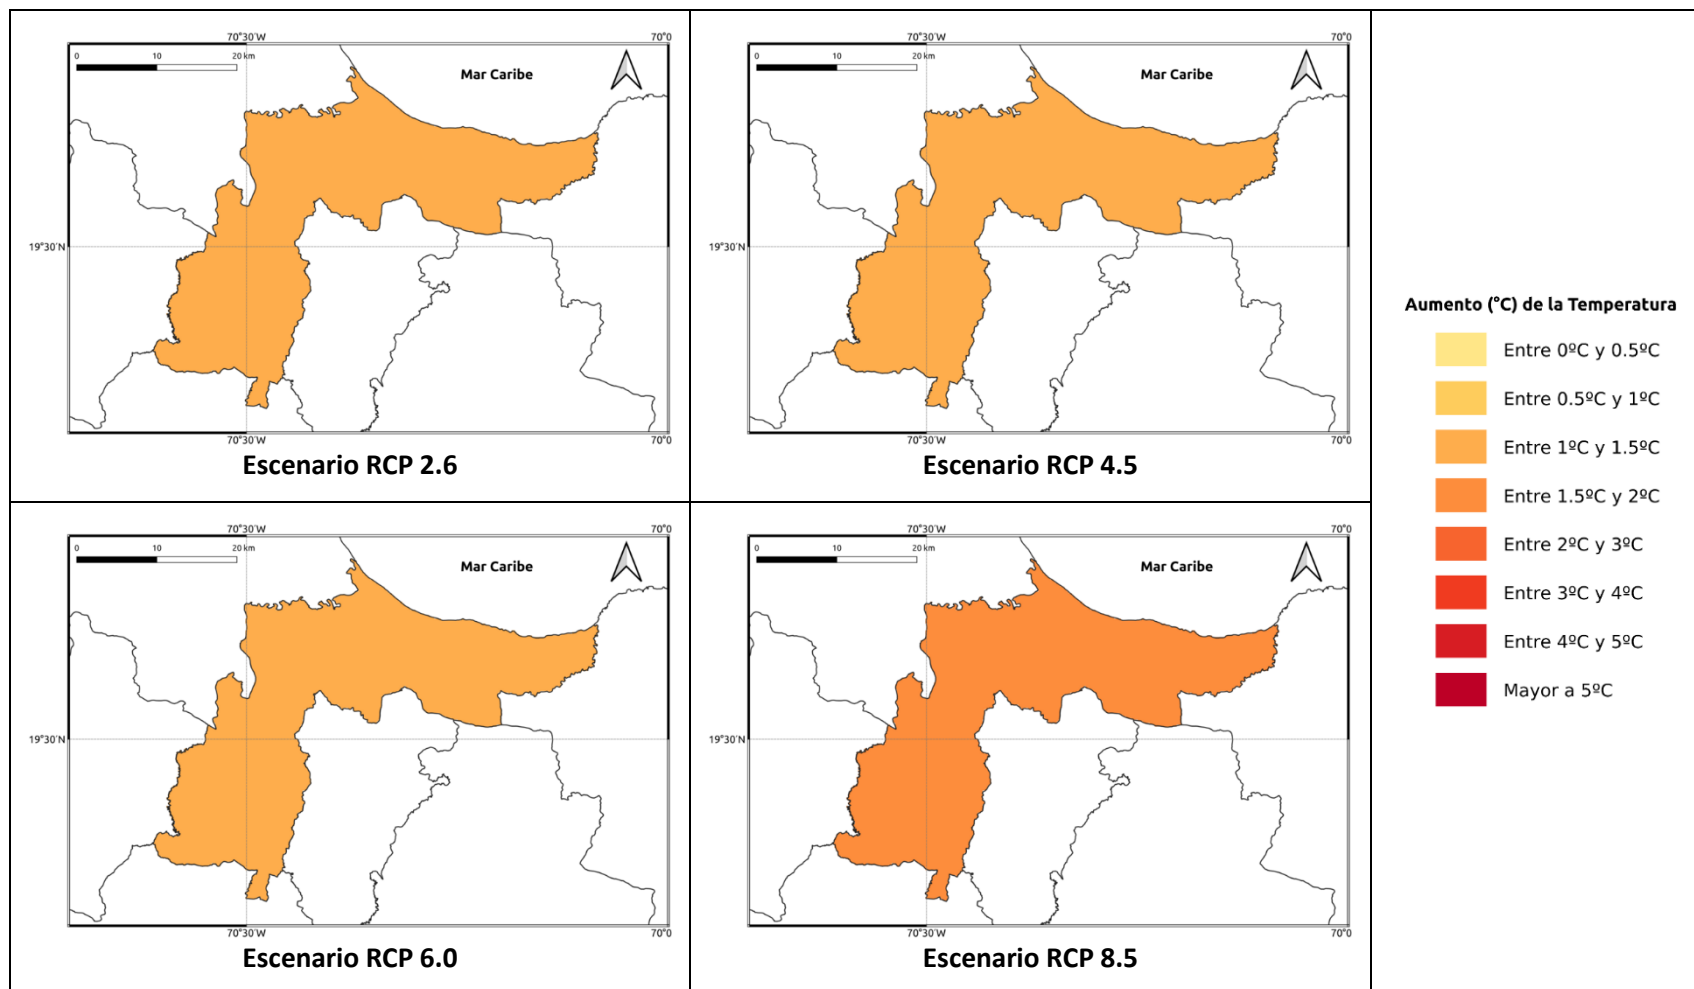 70°30'W
70°0
0
10
20 km
Mar Caribe
19°30'N
70°30'W
70°0
Escenario RCP 2.6
70°30'W
70°0
0
10
20 km
Mar Caribe
19°30'N
70°30'W
70°0
Escenario RCP 4.5
70°30'W
70°0
0
10
20 km
Mar Caribe
19°30'N
70°30'W
70°0
Escenario RCP 6.0
70°30'W
70°0
0
10
20 km
Mar Caribe
19°30'N
70°30'W
70°0
Escenario RCP 8.5
Aumento (°C) de la Temperatura
Entre 0ºC y 0.5ºC
Entre 0.5ºC y 1ºC
Entre 1ºC y 1.5ºC
Entre 1.5ºC y 2ºC
Entre 2ºC y 3ºC
Entre 3ºC y 4ºC
Entre 4ºC y 5ºC
Mayor a 5ºC